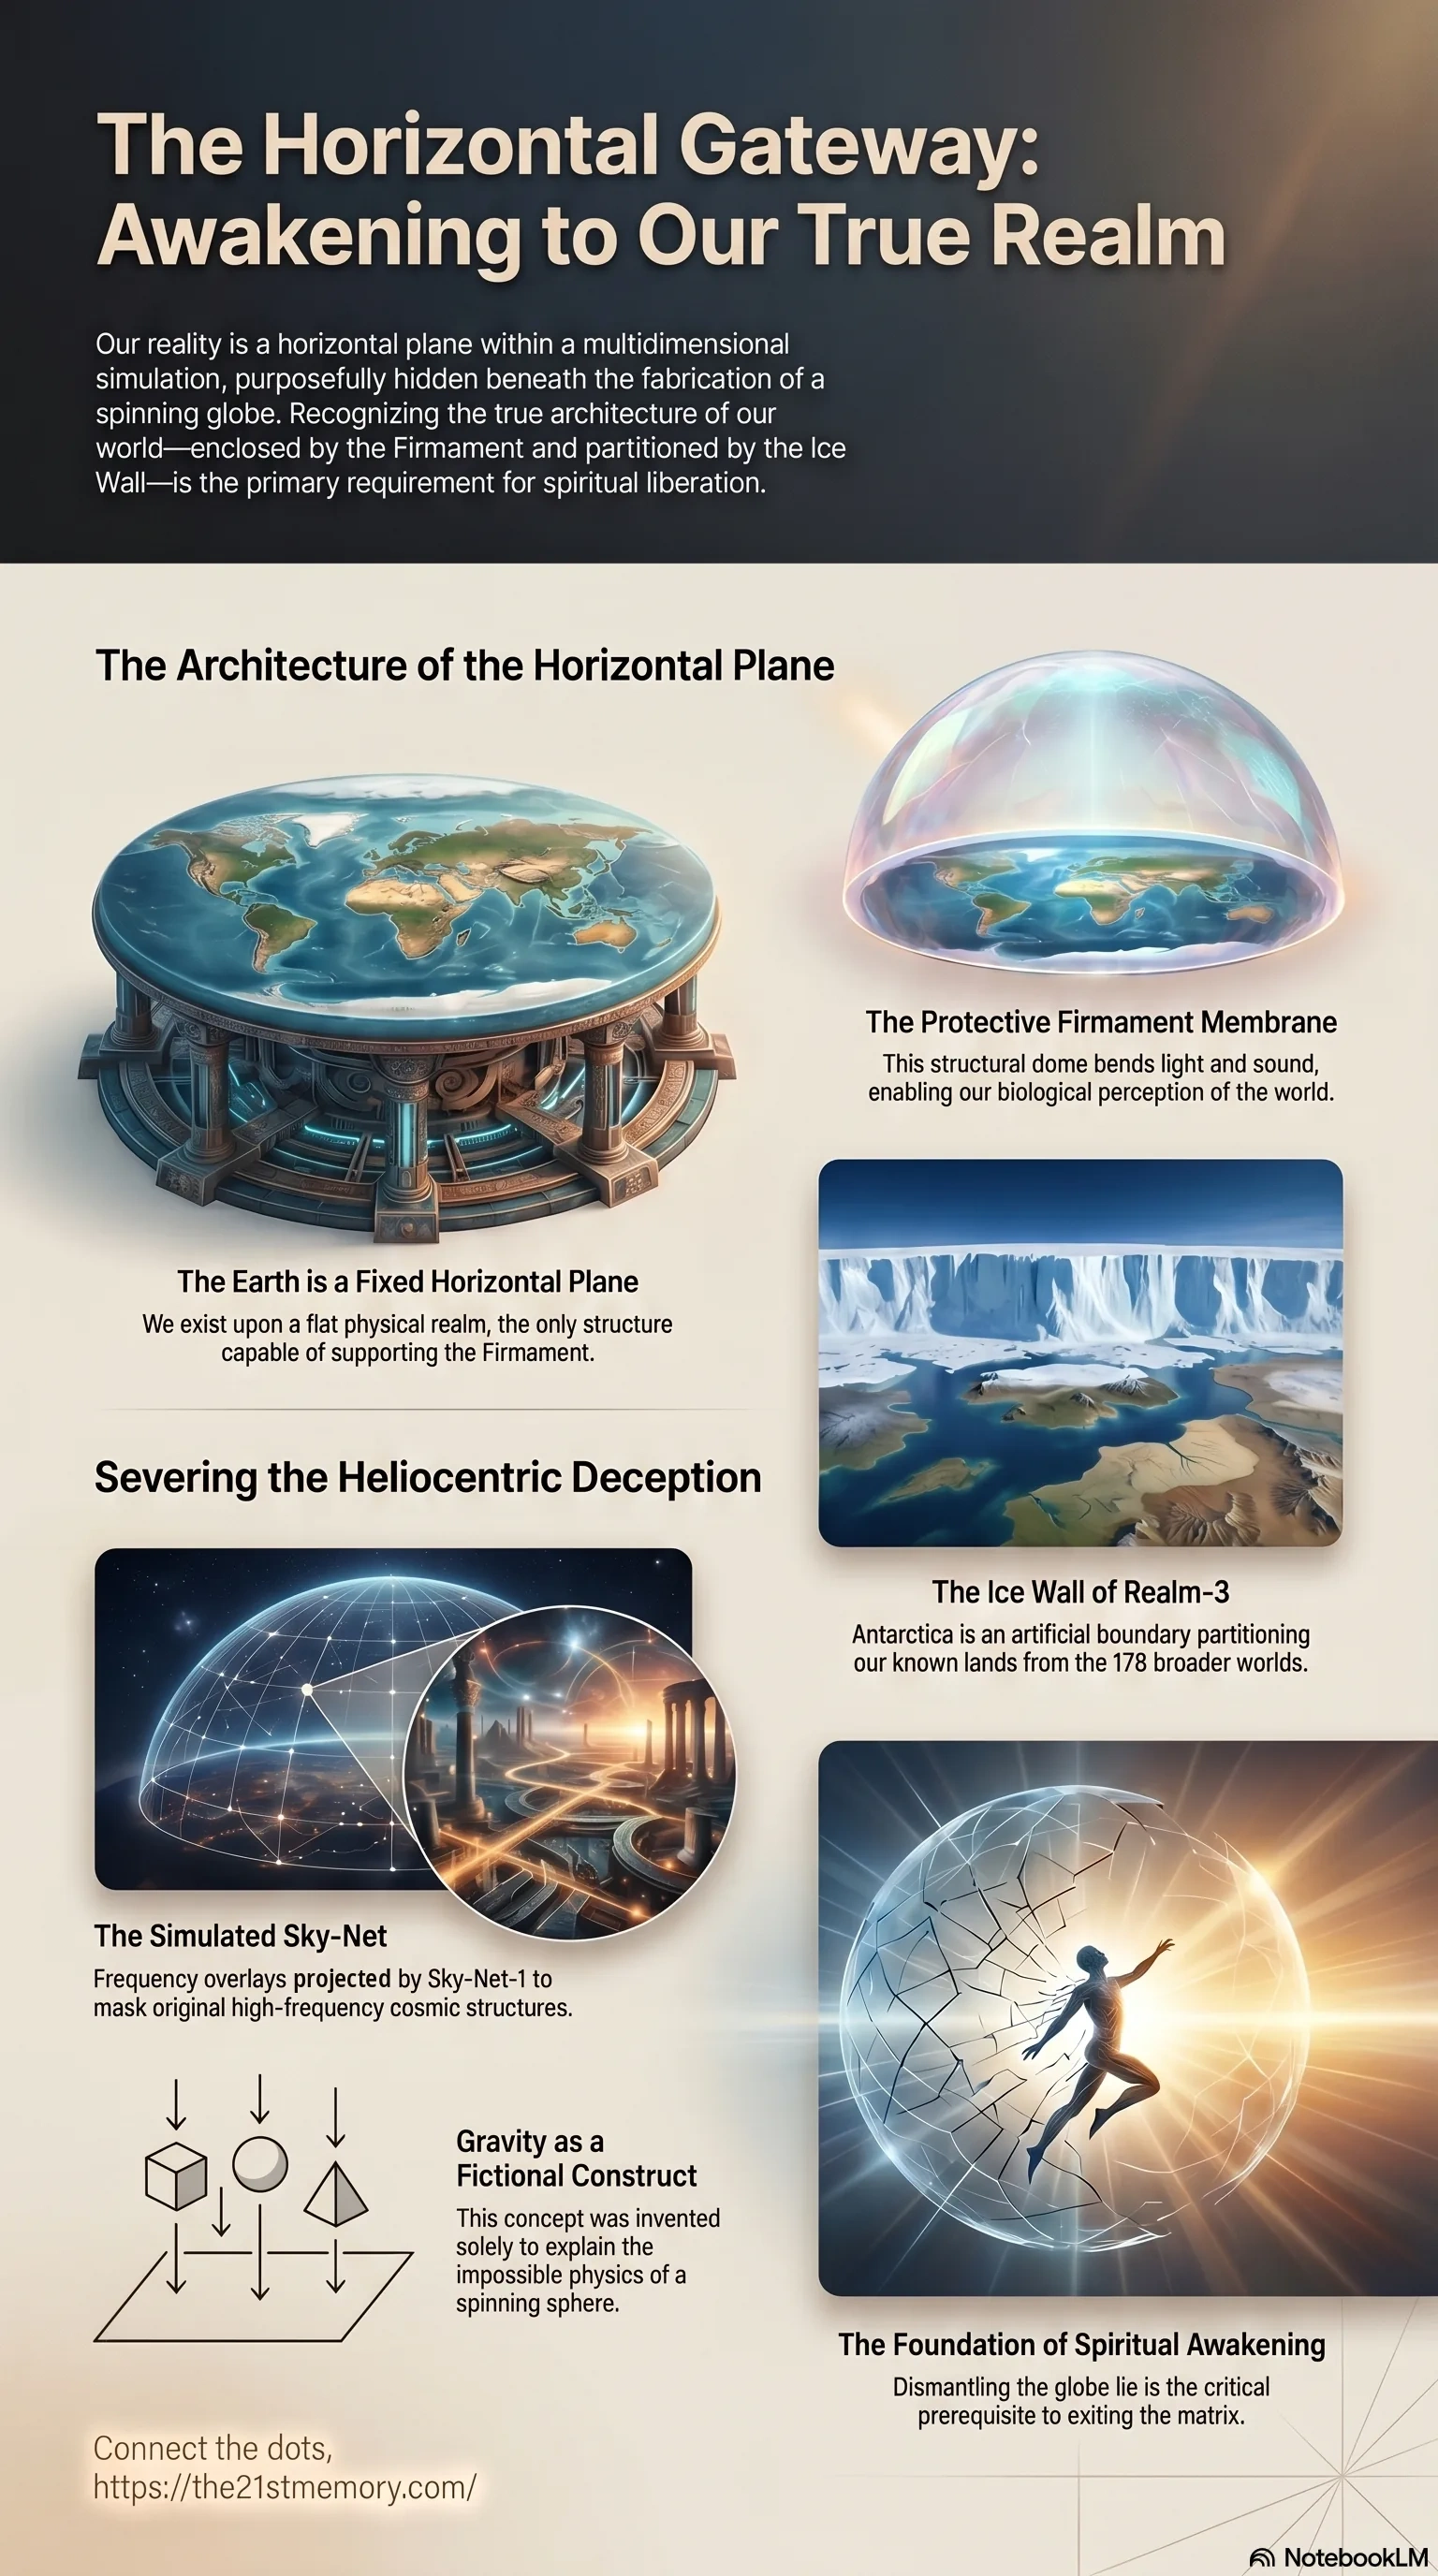 The Horizontal Gateway:
Awakening to Our True Realm
Our reality is a horizontal plane within a multidimensional
simulation, purposefully hidden beneath the fabrication of a
spinning globe. Recognizing the true architecture of our
world—enclosed by the Firmament and partitioned by the Ice
Wall—is the primary requirement for spiritual liberation.
The Architecture of the Horizontal Plane
The Earth is a Fixed Horizontal Plane
We exist upon a flat physical realm, the only structure
capable of supporting the Firmament.
The Protective Firmament Membrane
This structural dome bends light and sound,
enabling our biological perception of the world.
The Ice Wall of Realm-3
Antarctica is an artificial boundary partitioning
our known lands from the 178 broader worlds.
Severing the Heliocentric Deception
The Simulated Sky-Net
Frequency overlays projected by Sky-Net-1 to
mask original high-frequency cosmic structures.
Gravity as a
Fictional Construct
This concept was invented
solely to explain the
impossible physics of a
spinning sphere.
The Foundation of Spiritual Awakening
Dismantling the globe lie is the critical
prerequisite to exiting the matrix.
Connect the dots,
https://the21stmemory.com/
NotebookLM